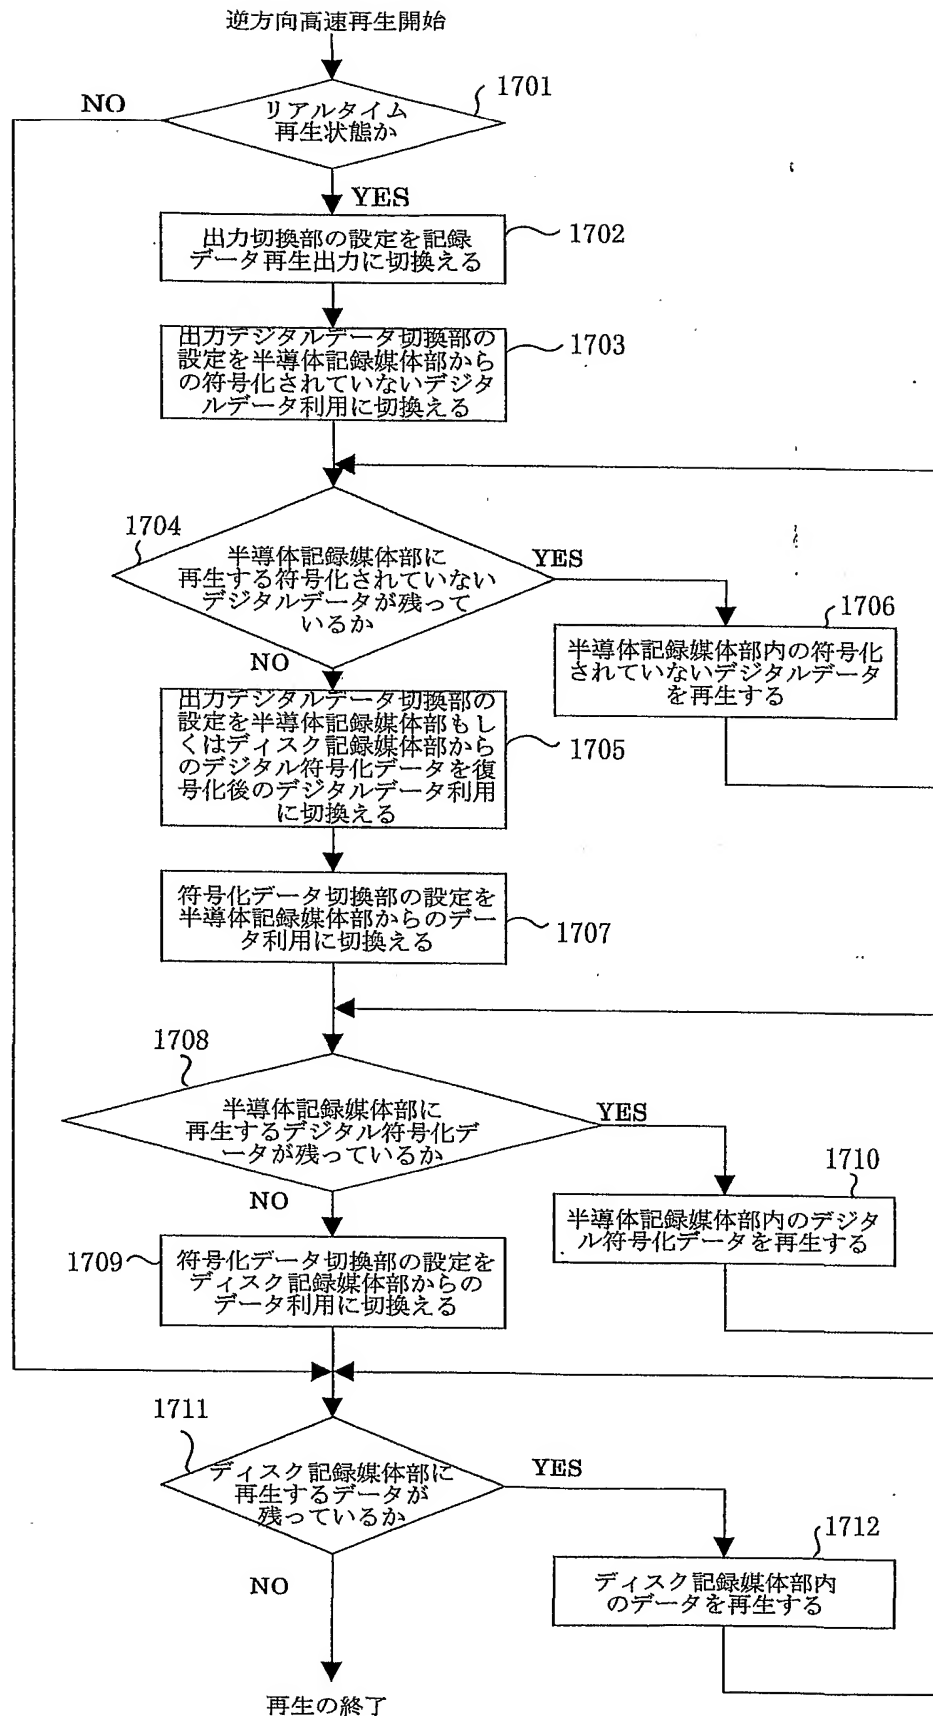 逆方向高速再生開始
NO
1701
リアルタイム
再生状態か
YES
1702
出力切換部の設定を記録
データ再生出力に切換える
1703
出力デジタルデータ切換部の
設定を半導体記録媒体部から
の符号化されていないデジタ
ルデータ利用に切換える
1704
半導体記録媒体部に
再生する符号化されていない
デジタルデータが残って
いるか
YES
NO
1706
半導体記録媒体部内の符号化
されていないデジタルデータ
を再生する
1705
出力デジタルデータ切換部の
設定を半導体記録媒体部もし
くはディスク記録媒体部から
のデジタル符号化データを復
号化後のデジタルデータ利用
に切換える
1707
符号化データ切換部の設定を
半導体記録媒体部からのデー
タ利用に切換える
1708
半導体記録媒体部に
再生するデジタル符号化デ
ータが残っているか
YES
NO
1710
半導体記録媒体部内のデジタ
ル符号化データを再生する
1709
符号化データ切換部の設定を
ディスク記録媒体部からの
データ利用に切換える
1711
ディスク記録媒体部に
再生するデータが
残っているか
YES
NO
1712
ディスク記録媒体部内
のデータを再生する
再生の終了